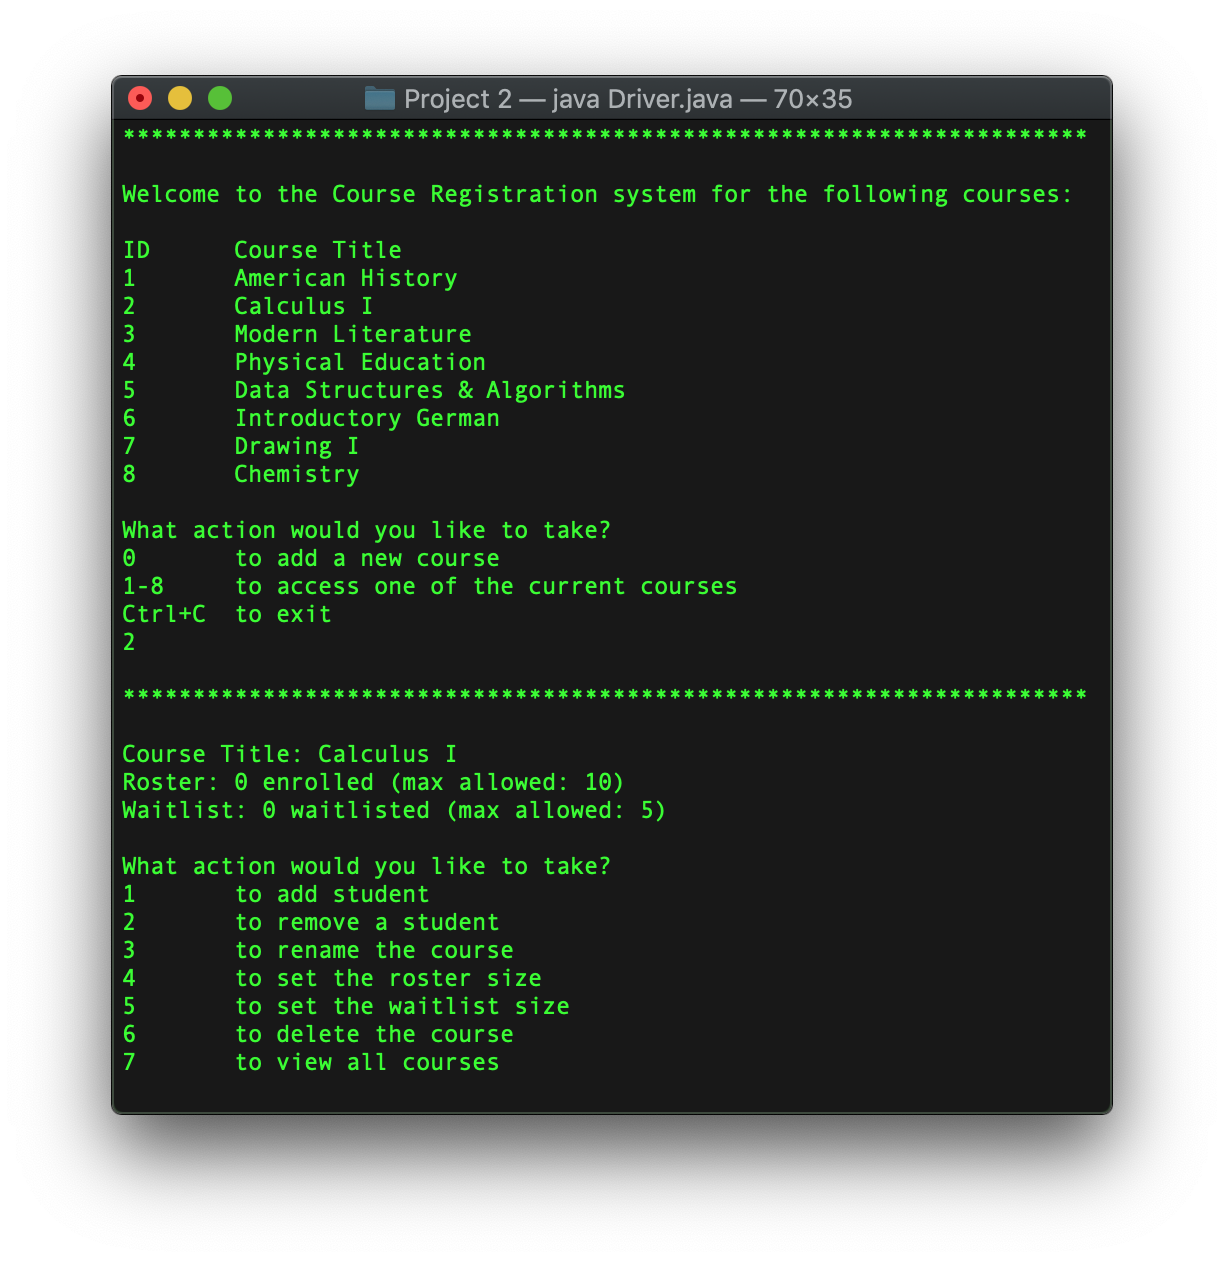 Project 2 — java Driver.java — 70×35
*********************************************************************
Welcome to the Course Registration system for the following courses:
ID Course Title
1 American History
2 Calculus I
3 Modern Literature
4 Physical Education
5 Data Structures & Algorithms
6 Introductory German
7 Drawing I
8 Chemistry
What action would you like to take?
0 to add a new course
1-8 to access one of the current courses
Ctrl+C to exit
2
*********************************************************************
Course Title: Calculus I
Roster: 0 enrolled (max allowed: 10)
Waitlist: 0 waitlisted (max allowed: 5)
What action would you like to take?
1 to add student
2 to remove a student
3 to rename the course
4 to set the roster size
5 to set the waitlist size
6 to delete the course
7 to view all courses